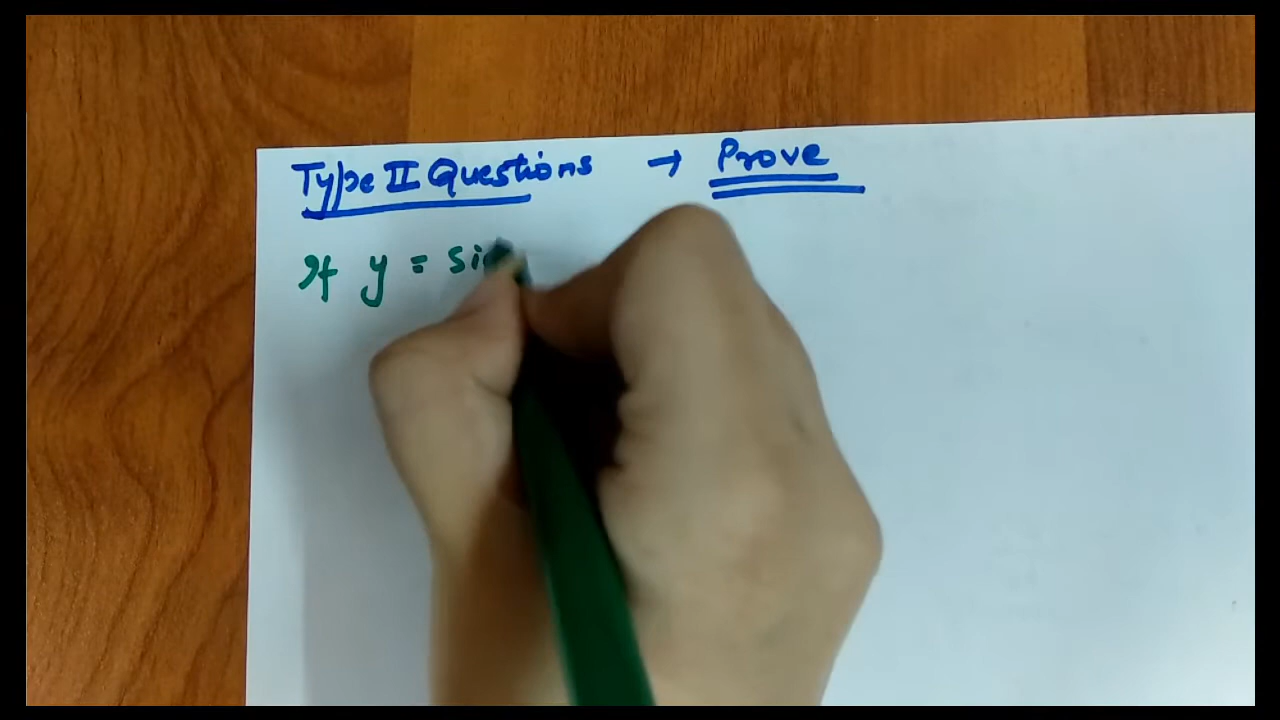 Type II Questions → Prove
If y = si